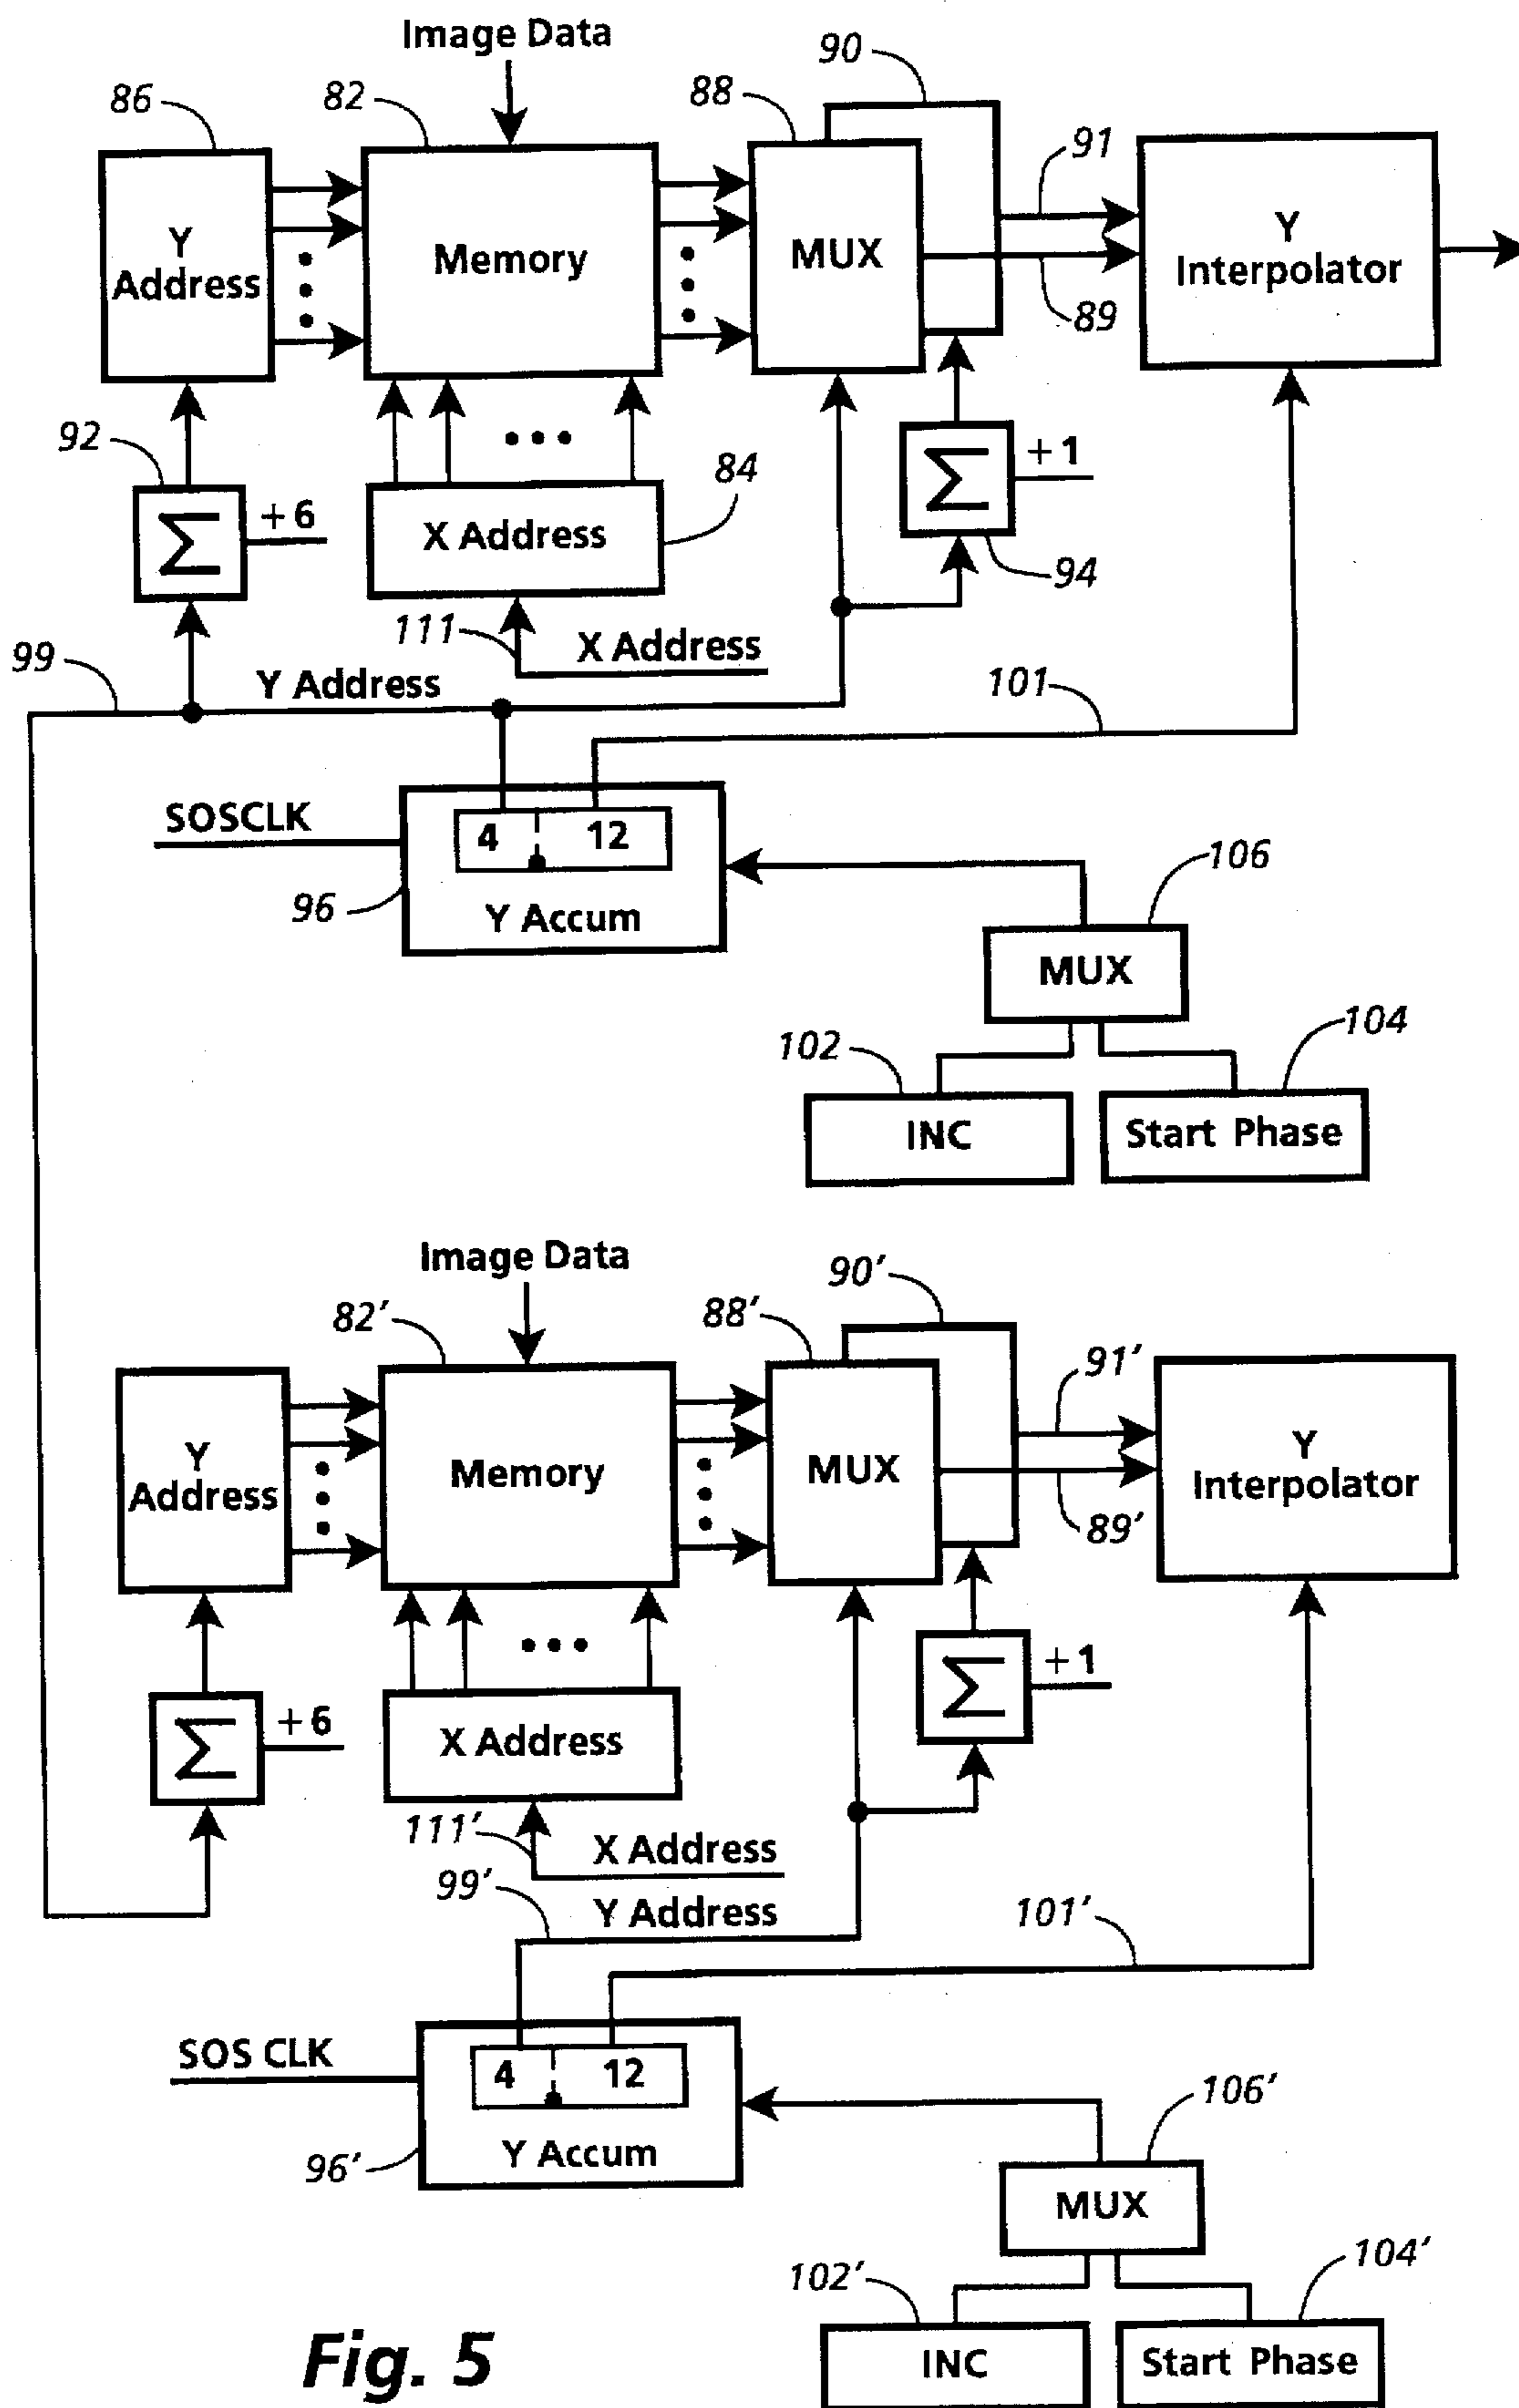 Image Data
86
82
88
90
91
Y
Address
Memory
MUX
Y
Interpolator
89
92
Σ
+6
84
X Address
Σ
+1
94
111
X Address
99
Y Address
101
SOSCLK
4
12
96
Y Accum
106
MUX
102
104
INC
Start Phase
Image Data
82'
88'
90'
91'
Y
Address
Memory
MUX
Y
Interpolator
89'
Σ
+6
X Address
Σ
+1
111'
X Address
99'
Y Address
101'
SOS CLK
4
12
96'
Y Accum
106'
MUX
102'
104'
INC
Start Phase
Fig. 5